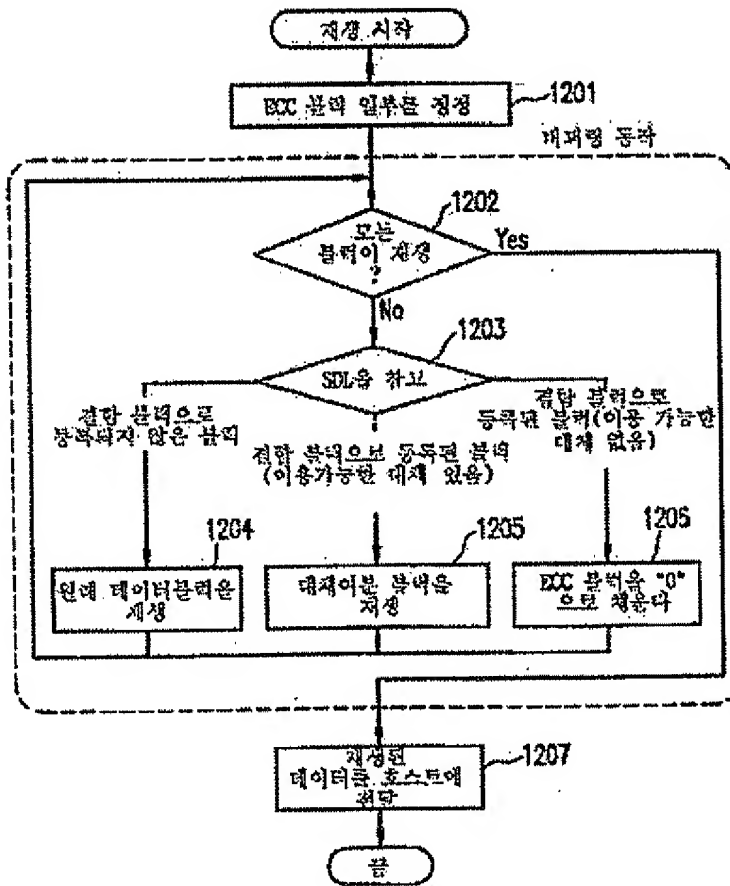 재생 시작
ECC 블럭 일부를 정정
1201
대피링 동작
1202
모든
블럭이 재생
?
Yes
No
1203
SDL을 참고
결함 블럭으로
등록되지 않은 블럭
결함 블럭으로 등록된 블럭
(이용가능한 대체 있음)
결함 블럭으로
등록된 블럭(이용 가능한
대체 없음)
1204
1205
1206
원래 데이터블럭을
재생
대체여분 블럭을
재생
ECC 블럭을 "0"
으로 채운다
재생된
데이터를 호스트에
전달
1207
끝